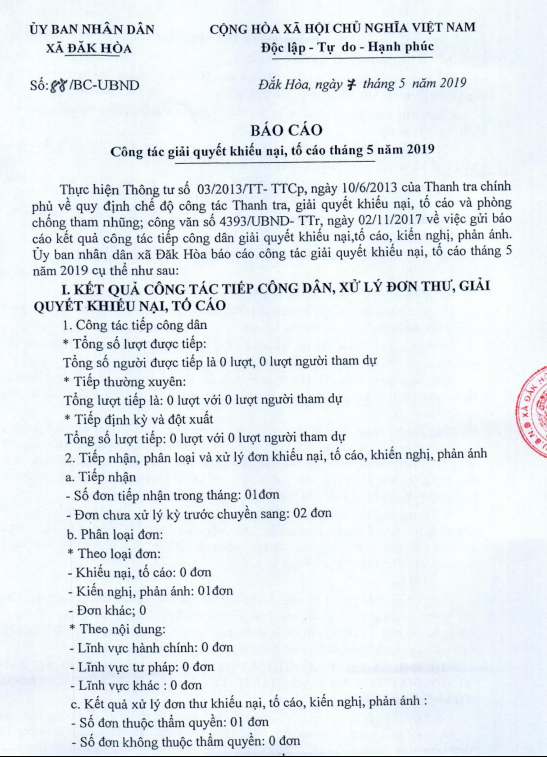 ỦY BAN NHÂN DÂN
XÃ ĐĂK HÒA
CỘNG HÒA XÃ HỘI CHỦ NGHĨA VIỆT NAM
Độc lập - Tự do - Hạnh phúc
Số: 88/BC-UBND
Đắk Hòa, ngày 7 tháng 5 năm 2019
BÁO CÁO
Công tác giải quyết khiếu nại, tố cáo tháng 5 năm 2019
Thực hiện Thông tư số 03/2013/TT- TTCp, ngày 10/6/2013 của Thanh tra chính
phủ về quy định chế độ công tác Thanh tra, giải quyết khiếu nại, tố cáo và phòng
chống tham nhũng; công văn số 4393/UBND- TTr, ngày 02/11/2017 về việc gửi báo
cáo kết quả công tác tiếp công dân giải quyết khiếu nại,tố cáo, kiến nghị, phản ánh.
Ủy ban nhân dân xã Đăk Hòa báo cáo công tác giải quyết khiếu nại, tố cáo tháng 5
năm 2019 cụ thể như sau:
I. KẾT QUẢ CÔNG TÁC TIẾP CÔNG DÂN, XỬ LÝ ĐƠN THƯ, GIẢI
QUYẾT KHIẾU NẠI, TỐ CÁO
1. Công tác tiếp công dân
* Tổng số lượt được tiếp:
Tổng số người được tiếp là 0 lượt, 0 lượt người tham dự
* Tiếp thường xuyên:
Tổng lượt tiếp là: 0 lượt với 0 lượt người tham dự
* Tiếp định kỳ và đột xuất
Tổng số lượt tiếp: 0 lượt với 0 lượt người tham dự
2. Tiếp nhận, phân loại và xử lý đơn khiếu nại, tố cáo, khiến nghị, phản ánh
a. Tiếp nhận
- Số đơn tiếp nhận trong tháng: 01đơn
- Đơn chưa xử lý kỳ trước chuyển sang: 02 đơn
b. Phân loại đơn:
* Theo loại đơn:
- Khiếu nại, tố cáo: 0 đơn
- Kiến nghị, phản ánh: 01đơn
- Đơn khác; 0
* Theo nội dung:
- Lĩnh vực hành chính: 0 đơn
- Lĩnh vực tư pháp: 0 đơn
- Lĩnh vực khác : 0 đơn
c. Kết quả xử lý đơn thư khiếu nại, tố cáo, kiến nghị, phản ánh :
- Số đơn thuộc thẩm quyền: 01 đơn
- Số đơn không thuộc thẩm quyền: 0 đơn
U.B.N.D XÃ ĐĂK